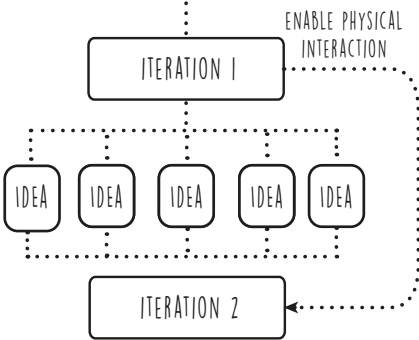 ENABLE PHYSICAL
INTERACTION
ITERATION 1
IDEA IDEA IDEA IDEA IDEA
ITERATION 2